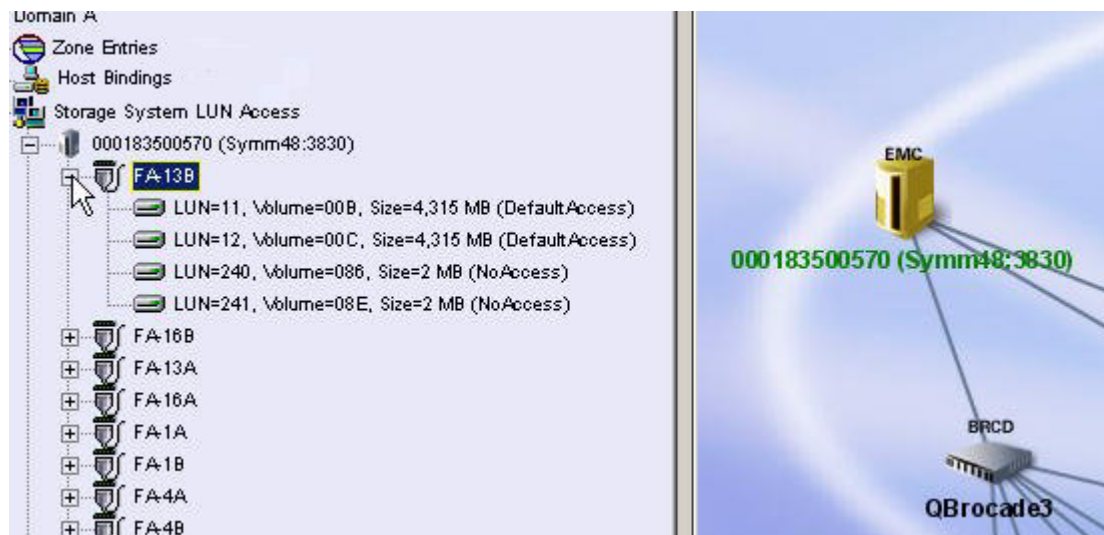 Domain A
Zone Entries
Host Bindings
Storage System LUN Access
000183500570 (Symm48:3830)
FA-13B
LUN=11, Volume=00B, Size=4,315 MB (DefaultAccess)
LUN=12, Volume=00C, Size=4,315 MB (DefaultAccess)
LUN=240, Volume=086, Size=2 MB (NoAccess)
LUN=241, Volume=08E, Size=2 MB (NoAccess)
FA-16B
FA-13A
FA-16A
FA-1A
FA-1B
FA-4A
FA-4B
EMC
000183500570 (Symm48:3830)
BRCD
QBrocade3